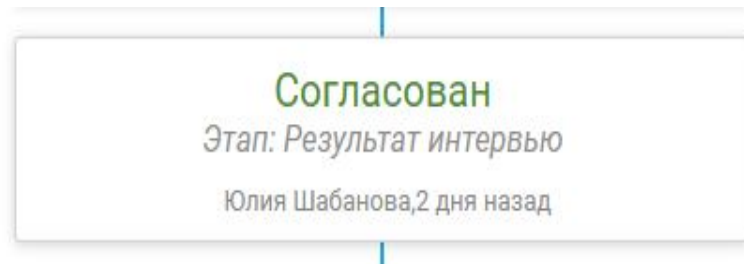 Согласован
Этап: Результат интервью
Юлия Шабанова,2 дня назад